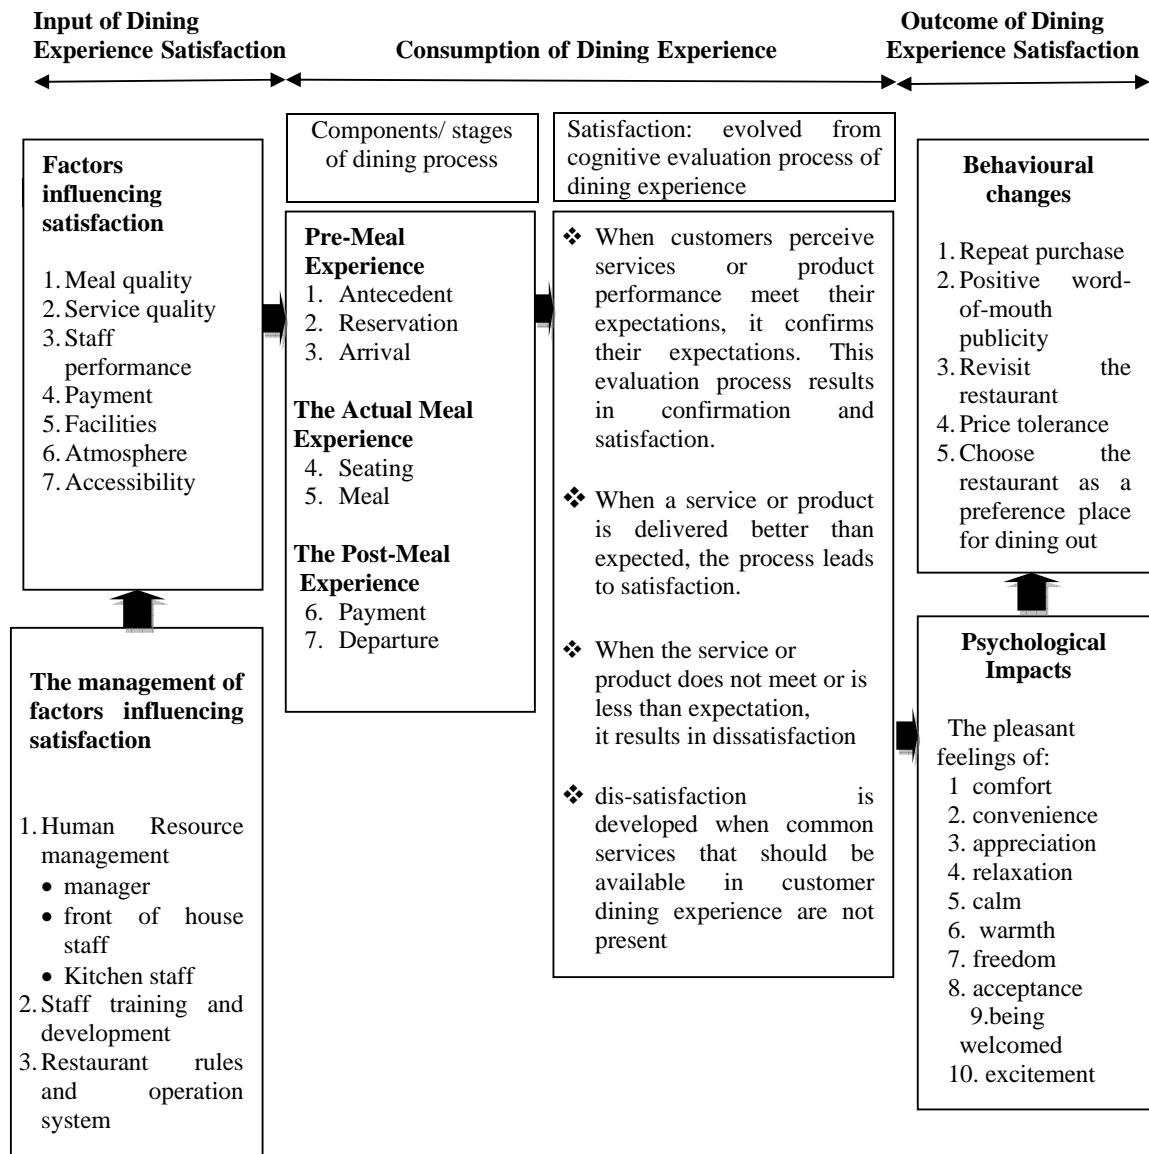 Input of Dining
Experience Satisfaction
Consumption of Dining Experience
Outcome of Dining
Experience Satisfaction
Factors
influencing
satisfaction
1. Meal quality
2. Service quality
3. Staff
performance
4. Payment
5. Facilities
6. Atmosphere
7. Accessibility
The management of
factors influencing
satisfaction
1. Human Resource
management
• manager
• front of house
staff
• Kitchen staff
2. Staff training and
development
3. Restaurant rules
and operation
system
Components/ stages
of dining process
Pre-Meal
Experience
1. Antecedent
2. Reservation
3. Arrival
The Actual Meal
Experience
4. Seating
5. Meal
The Post-Meal
Experience
6. Payment
7. Departure
Satisfaction: evolved from
cognitive evaluation process of
dining experience
❖ When customers perceive
services or product
performance meet their
expectations, it confirms
their expectations. This
evaluation process results
in confirmation and
satisfaction.
❖ When a service or product
is delivered better than
expected, the process leads
to satisfaction.
❖ When the service or
product does not meet or is
less than expectation,
it results in dissatisfaction
❖ dis-satisfaction is
developed when common
services that should be
available in customer
dining experience are not
present
Behavioural
changes
1. Repeat purchase
2. Positive word-
of-mouth
publicity
3. Revisit the
restaurant
4. Price tolerance
5. Choose the
restaurant as a
preference place
for dining out
Psychological
Impacts
The pleasant
feelings of:
1 comfort
2. convenience
3. appreciation
4. relaxation
5. calm
6. warmth
7. freedom
8. acceptance
9.being
welcomed
10. excitement